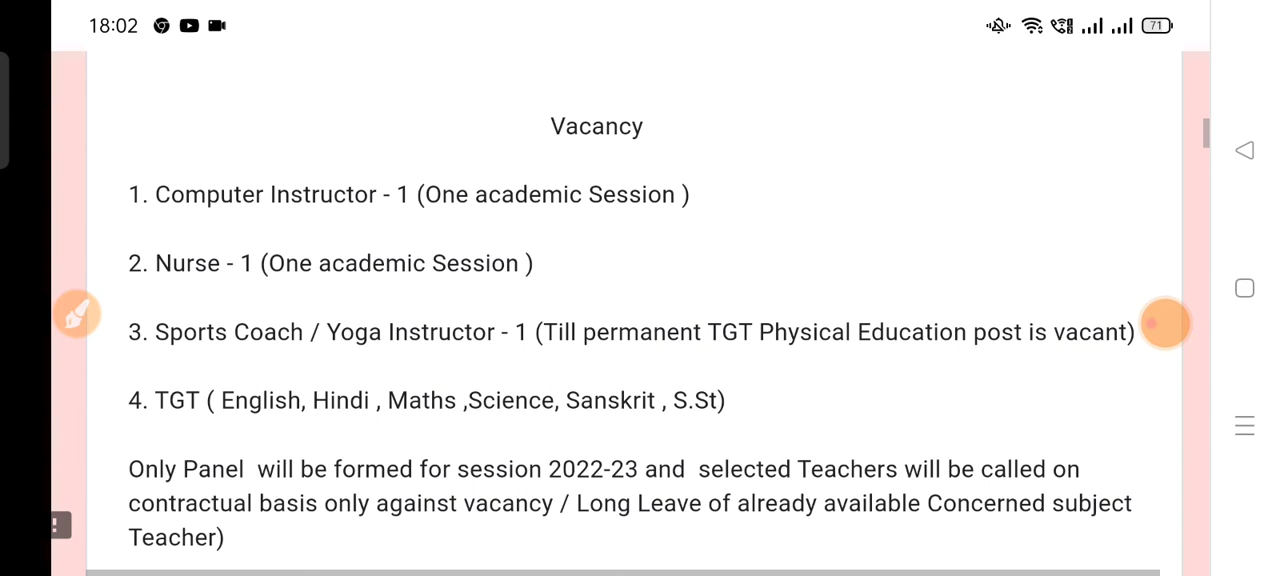 18:02
71
Vacancy
1. Computer Instructor - 1 (One academic Session )
2. Nurse - 1 (One academic Session )
3. Sports Coach / Yoga Instructor - 1 (Till permanent TGT Physical Education post is vacant)
4. TGT ( English, Hindi , Maths ,Science, Sanskrit , S.St)
Only Panel  will be formed for session 2022-23 and  selected Teachers will be called on
contractual basis only against vacancy / Long Leave of already available Concerned subject
Teacher)